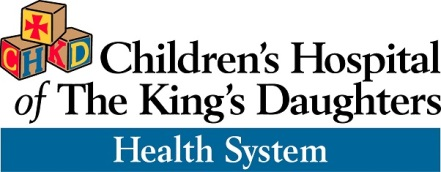 CHKD
Children's Hospital
of The King's Daughters
Health System